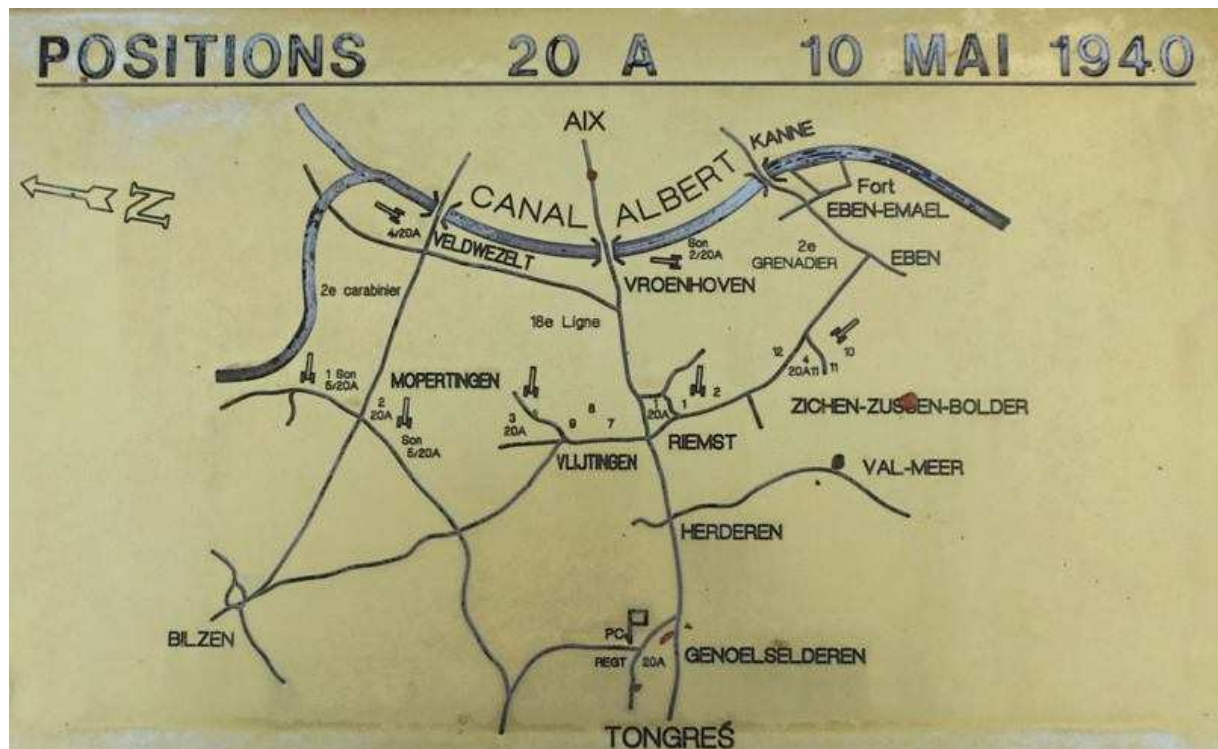 POSITIONS 20 A 10 MAI 1940
AIX
KANNE
N
CANAL ALBERT
Fort
EBEN-EMAEL
4/20A
VELDWEZELT
Son
2/20A
2e
GRENADIER
EBEN
2e carabinier
VROENHOVEN
18e Ligne
12
4
20A
11
11
10
1 Son
5/20A
MOPERTINGEN
2
20A
Son
5/20A
3
20A
9
8
7
1
20A
1
2
ZICHEN-ZUSSEN-BOLDER
RIEMST
VLIJTINGEN
VAL-MEER
HERDEREN
BILZEN
PC
REGT 20A
GENOELSELDEREN
TONGRES